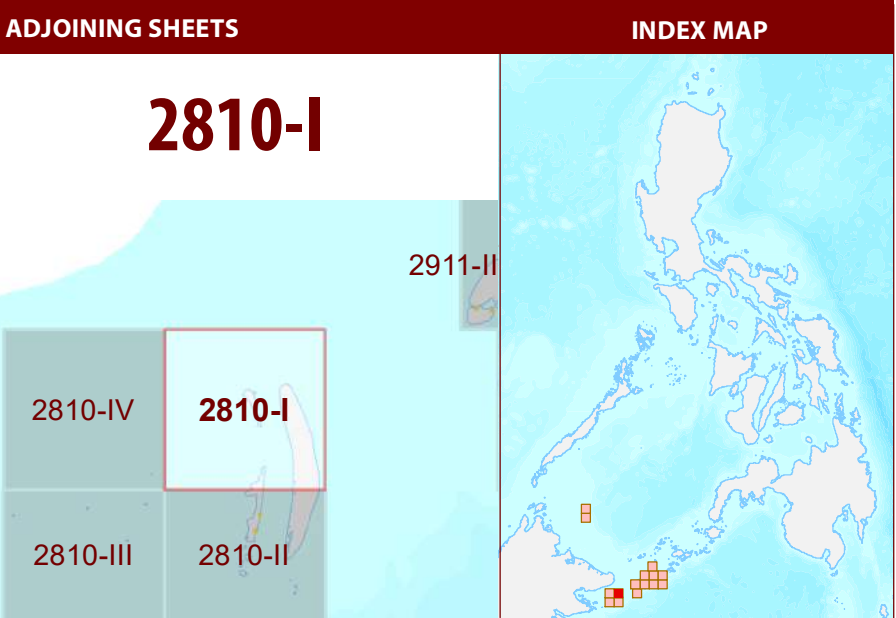 ADJOINING SHEETS
INDEX MAP
2810-I
2911-II
2810-IV
2810-I
2810-III
2810-II